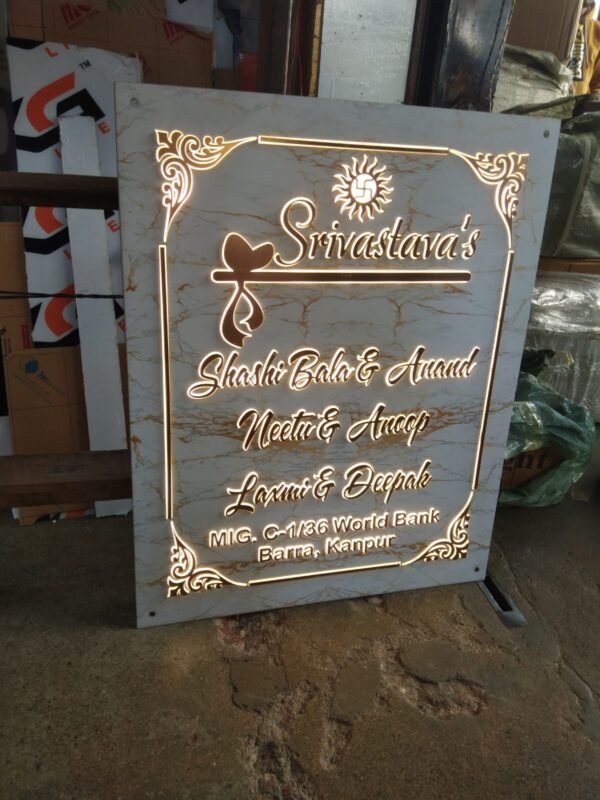 Srivastava's
Shashi Bala & Anand
Neetu & Anoop
Laxmi & Deepak
MIG. C-1/36 World Bank
Barra, Kanpur